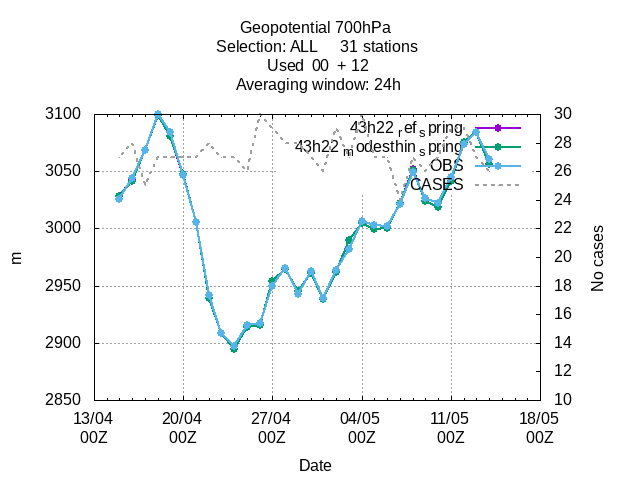 Geopotential 700hPa
Selection: ALL 31 stations
Used 00 + 12
Averaging window: 24h
43h22_ref_spring
43h22_modesthin_spring
OBS
CASES
3100
3050
3000
2950
2900
2850
m
30
28
26
24
22
20
18
16
14
12
10
No cases
13/04 20/04 27/04 04/05 11/05 18/05
00Z 00Z 00Z 00Z 00Z 00Z
Date